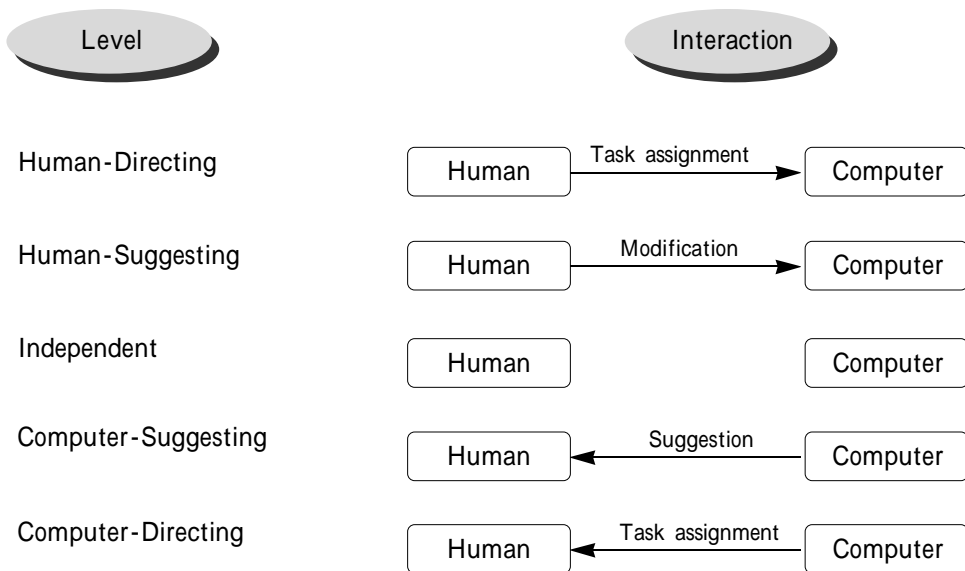 Level Interaction
Human-Directing Human Task assignment Computer
Human-Suggesting Human Modification Computer
Independent Human Computer
Computer-Suggesting Human Suggestion Computer
Computer-Directing Human Task assignment Computer